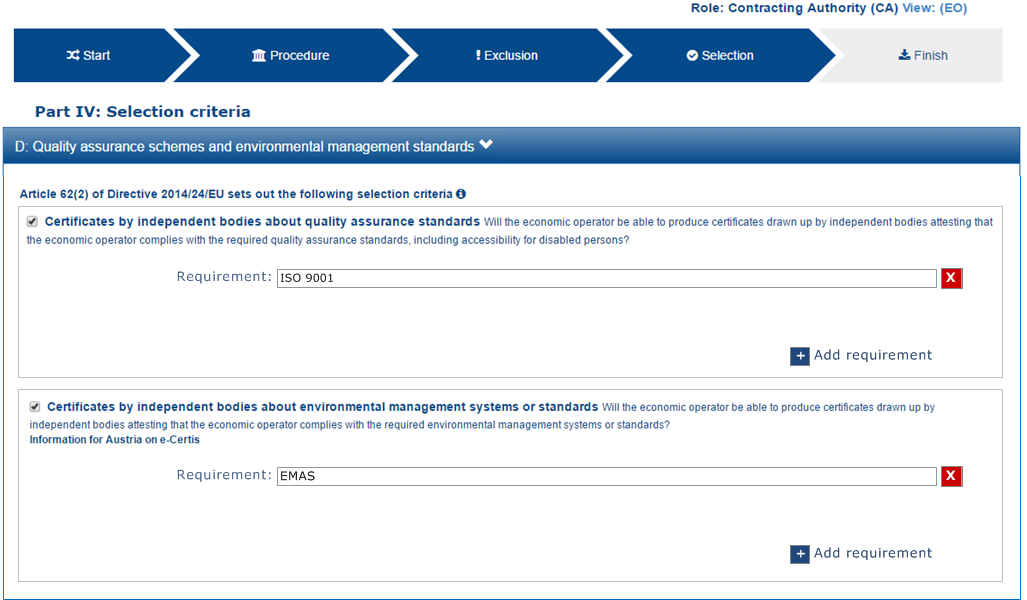 Role: Contracting Authority (CA) View: (EO)
Start
Procedure
Exclusion
Selection
Finish
Part IV: Selection criteria
D: Quality assurance schemes and environmental management standards
Article 62(2) of Directive 2014/24/EU sets out the following selection criteria
Certificates by independent bodies about quality assurance standards Will the economic operator be able to produce certificates drawn up by independent bodies attesting that
the economic operator complies with the required quality assurance standards, including accessibility for disabled persons?
Requirement: ISO 9001 X
+ Add requirement
Certificates by independent bodies about environmental management systems or standards Will the economic operator be able to produce certificates drawn up by
independent bodies attesting that the economic operator complies with the required environmental management systems or standards?
Information for Austria on e-Certis
Requirement: EMAS X
+ Add requirement